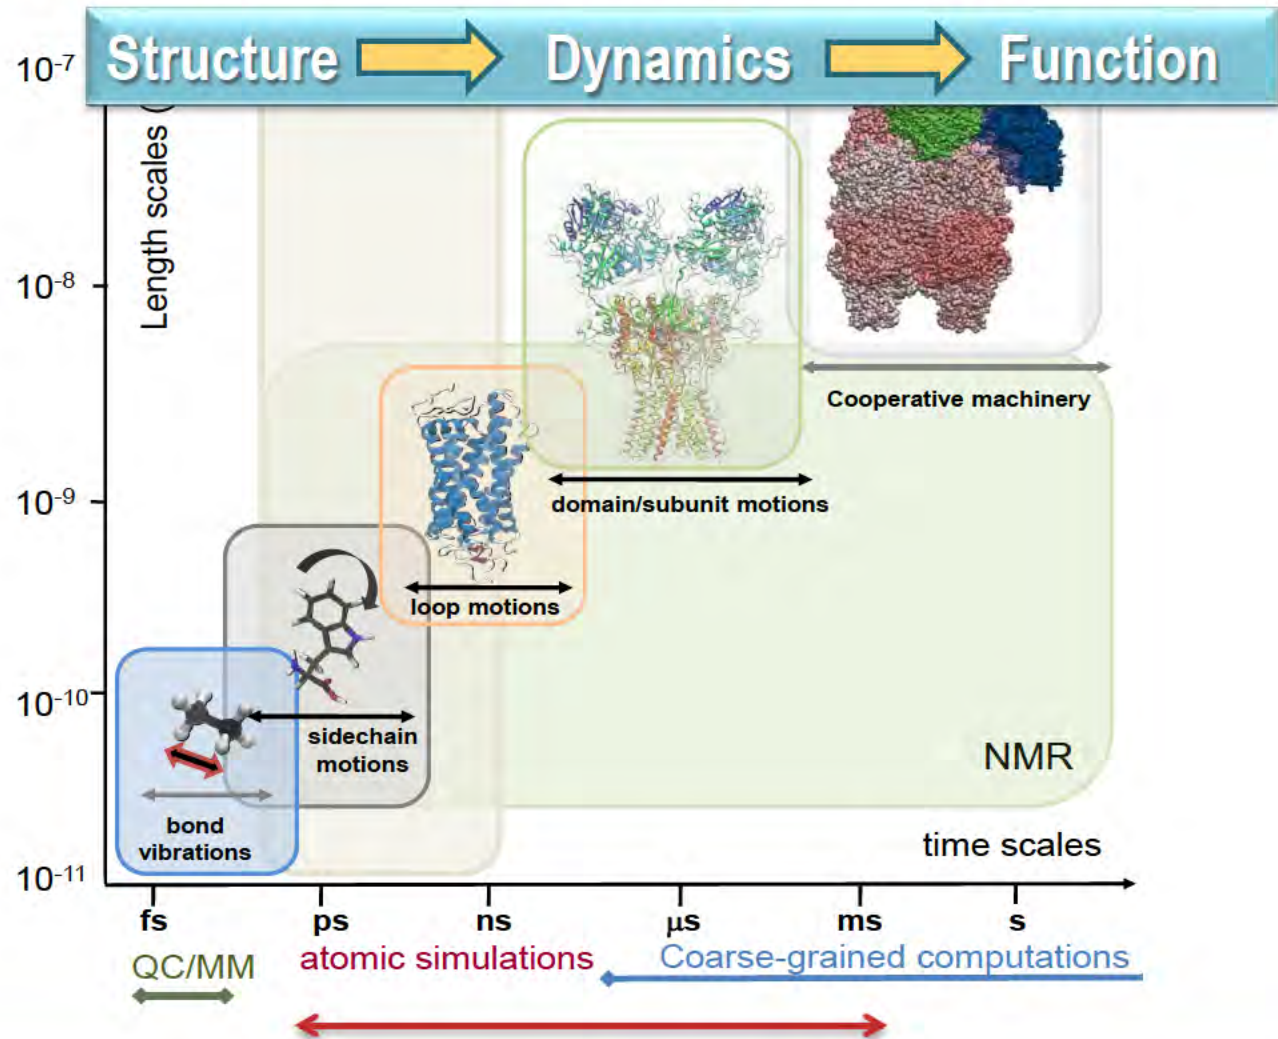 Structure Dynamics Function
10-7
Length scales (
10-8
Cooperative machinery
10-9
domain/subunit motions
loop motions
10-10
sidechain
motions
NMR
bond
vibrations
time scales
10-11
fs ps ns µs ms s
QC/MM atomic simulations Coarse-grained computations